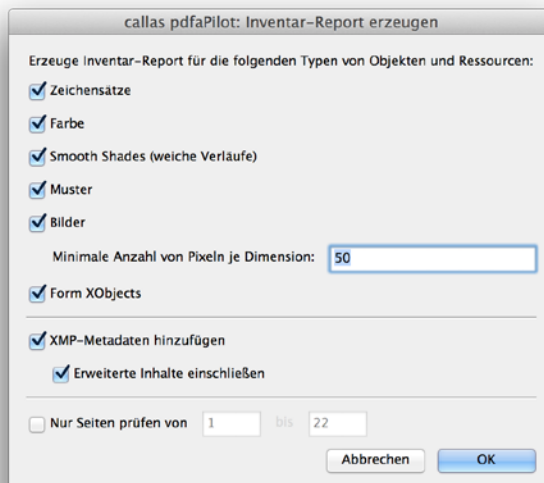 callas pdfaPilot: Inventar-Report erzeugen
Erzeuge Inventar-Report für die folgenden Typen von Objekten und Ressourcen:
Zeichensätze
Farbe
Smooth Shades (weiche Verläufe)
Muster
Bilder
Minimale Anzahl von Pixeln je Dimension: 50
Form XObjects
XMP-Metadaten hinzufügen
Erweiterte Inhalte einschließen
Nur Seiten prüfen von 1 bis 22
Abbrechen OK